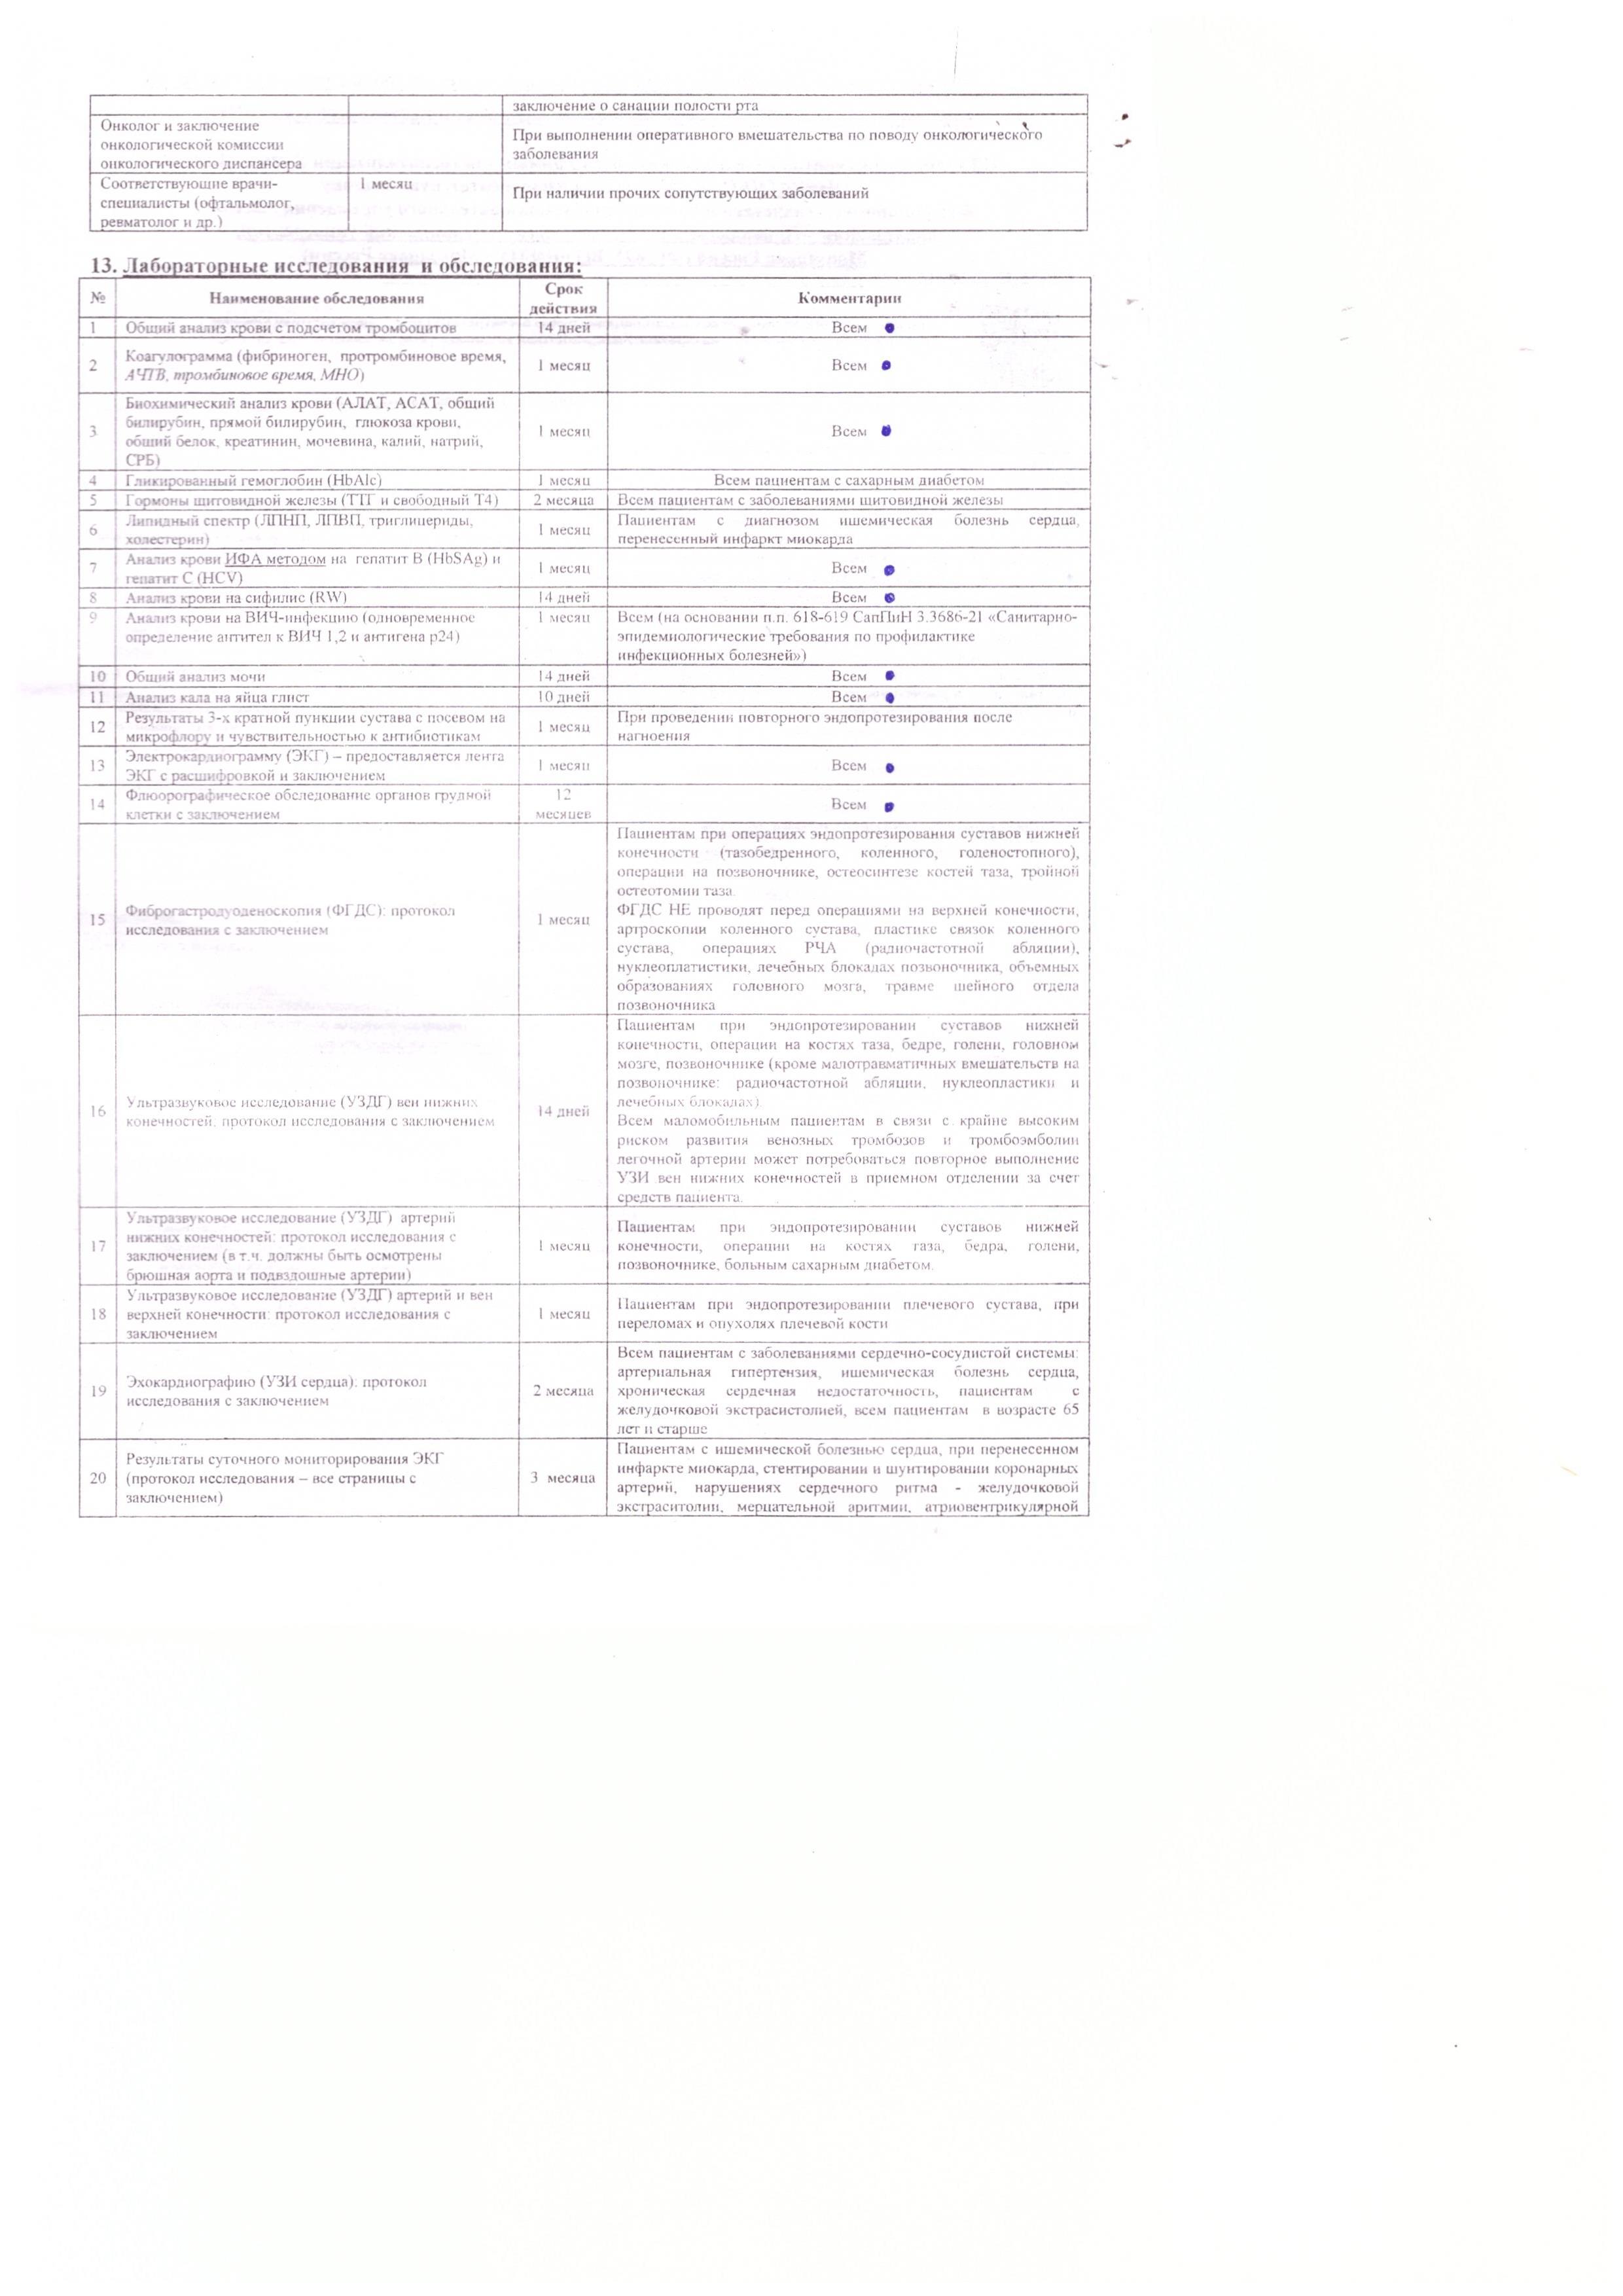 заключение о санации полости рта
Онколог и заключение
онкологической комиссии
онкологического диспансера
При выполнении оперативного вмешательства по поводу онкологического
заболевания
Соответствующие врачи-
специалисты (офтальмолог,
ревматолог и др.)
1 месяц
При наличии прочих сопутствующих заболеваний
13. Лабораторные исследования и обследования:
№
Наименование обследования
Срок
действия
Комментарии
1
Общий анализ крови с подсчетом тромбоцитов
14 дней
Всем
2
Коагулограмма (фибриноген, протромбиновое время,
АЧТВ, тромбиновое время, МНО)
1 месяц
Всем
3
Биохимический анализ крови (АЛАТ, АСАТ, общий
билирубин, прямой билирубин, глюкоза крови,
общий белок, креатинин, мочевина, калий, натрий,
СРБ)
1 месяц
Всем
4
Гликированный гемоглобин (HbAlc)
1 месяц
Всем пациентам с сахарным диабетом
5
Гормоны щитовидной железы (ТТГ и свободный Т4)
2 месяца
Всем пациентам с заболеваниями щитовидной железы
6
Липидный спектр (ЛПНП, ЛПВП, триглицериды,
холестерин)
1 месяц
Пациентам с диагнозом ишемическая болезнь сердца,
перенесенный инфаркт миокарда
7
Анализ крови ИФА методом на гепатит В (HbSAg) и
гепатит С (HCV)
1 месяц
Всем
8
Анализ крови на сифилис (RW)
14 дней
Всем
9
Анализ крови на ВИЧ-инфекцию (одновременное
определение антител к ВИЧ 1,2 и антигена р24)
1 месяц
Всем (на основании п.п. 618-619 СапПиН 3.3686-21 «Санитарно-
эпидемиологические требования по профилактике
инфекционных болезней»)
10
Общий анализ мочи
14 дней
Всем
11
Анализ кала на яйца глист
10 дней
Всем
12
Результаты 3-х кратной пункции сустава с посевом на
микрофлору и чувствительностью к антибиотикам
1 месяц
При проведении повторного эндопротезирования после
нагноения
13
Электрокардиограмму (ЭКГ) – предоставляется лента
ЭКГ с расшифровкой и заключением
1 месяц
Всем
14
Флюорографическое обследование органов грудной
клетки с заключением
12
месяцев
Всем
15
Фиброгастродуоденоскопия (ФГДС): протокол
исследования с заключением
1 месяц
Пациентам при операциях эндопротезирования суставов нижней
конечности (тазобедренного, коленного, голеностопного),
операции на позвоночнике, остеосинтезе костей таза, тройной
остеотомии таза.
ФГДС НЕ проводят перед операциями на верхней конечности,
артроскопии коленного сустава, пластике связок коленного
сустава, операциях РЧА (радиочастотной абляции),
нуклеоплатистики, лечебных блокадах позвоночника, объемных
образованиях головного мозга, травме шейного отдела
позвоночника
16
Ультразвуковое исследование (УЗДГ) вен нижних
конечностей: протокол исследования с заключением
14 дней
Пациентам при эндопротезировании суставов нижней
конечности, операции на костях таза, бедре, голени, головном
мозге, позвоночнике (кроме малотравматичных вмешательств на
позвоночнике: радиочастотной абляции, нуклеопластики и
лечебных блокадах).
Всем маломобильным пациентам в связи с крайне высоким
риском развития венозных тромбозов и тромбоэмболии
легочной артерии может потребоваться повторное выполнение
УЗИ вен нижних конечностей в приемном отделении за счет
средств пациента.
17
Ультразвуковое исследование (УЗДГ) артерий
нижних конечностей: протокол исследования с
заключением (в т.ч. должны быть осмотрены
брюшная аорта и подвздошные артерии)
1 месяц
Пациентам при эндопротезировании суставов нижней
конечности, операции на костях таза, бедра, голени,
позвоночнике, больным сахарным диабетом.
18
Ультразвуковое исследование (УЗДГ) артерий и вен
верхней конечности: протокол исследования с
заключением
1 месяц
Пациентам при эндопротезировании плечевого сустава, при
переломах и опухолях плечевой кости
19
Эхокардиографию (УЗИ сердца): протокол
исследования с заключением
2 месяца
Всем пациентам с заболеваниями сердечно-сосудистой системы:
артериальная гипертензия, ишемическая болезнь сердца,
хроническая сердечная недостаточность, пациентам с
желудочковой экстрасистолией, всем пациентам в возрасте 65
лет и старше
20
Результаты суточного мониторирования ЭКГ
(протокол исследования – все страницы с
заключением)
3 месяца
Пациентам с ишемической болезнью сердца, при перенесенном
инфаркте миокарда, стентировании и шунтировании коронарных
артерий, нарушениях сердечного ритма - желудочковой
экстраситолии, мерцательной аритмии, атриовентрикулярной